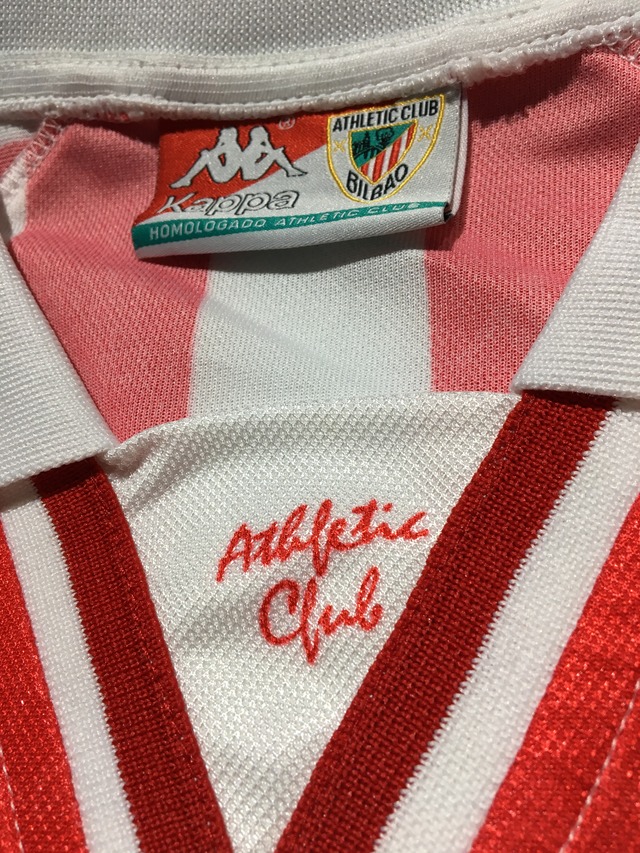 ATHLETIC CLUB
BILBAO
®
Kappa
HOMOLOGADO ATHLETIC CLUB
Athletic
Club